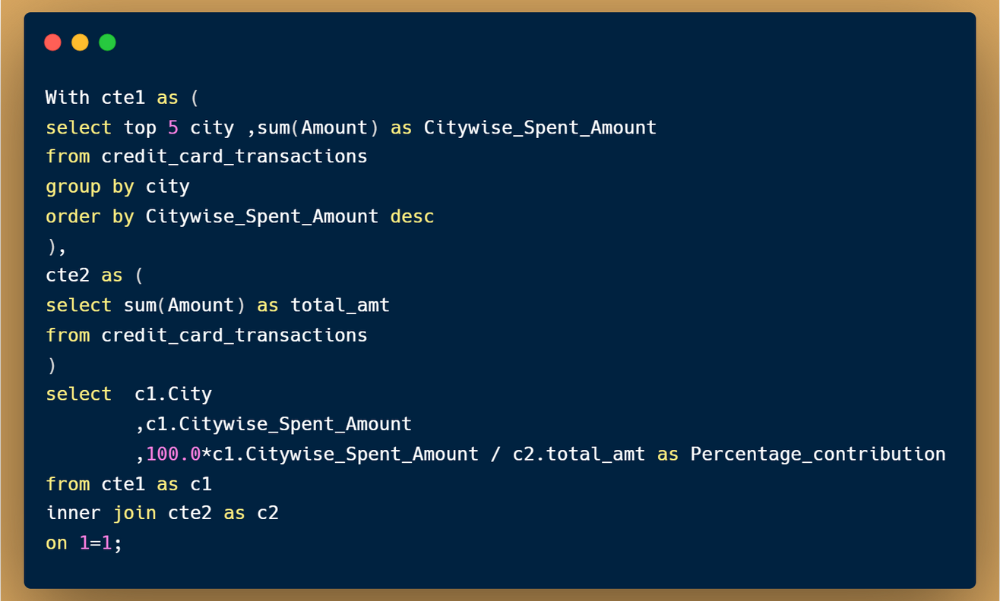 With cte1 as (
select top 5 city ,sum(Amount) as Citywise_Spent_Amount
from credit_card_transactions
group by city
order by Citywise_Spent_Amount desc
),
cte2 as (
select sum(Amount) as total_amt
from credit_card_transactions
)
select  c1.City
        ,c1.Citywise_Spent_Amount
        ,100.0*c1.Citywise_Spent_Amount / c2.total_amt as Percentage_contribution
from cte1 as c1
inner join cte2 as c2
on 1=1;